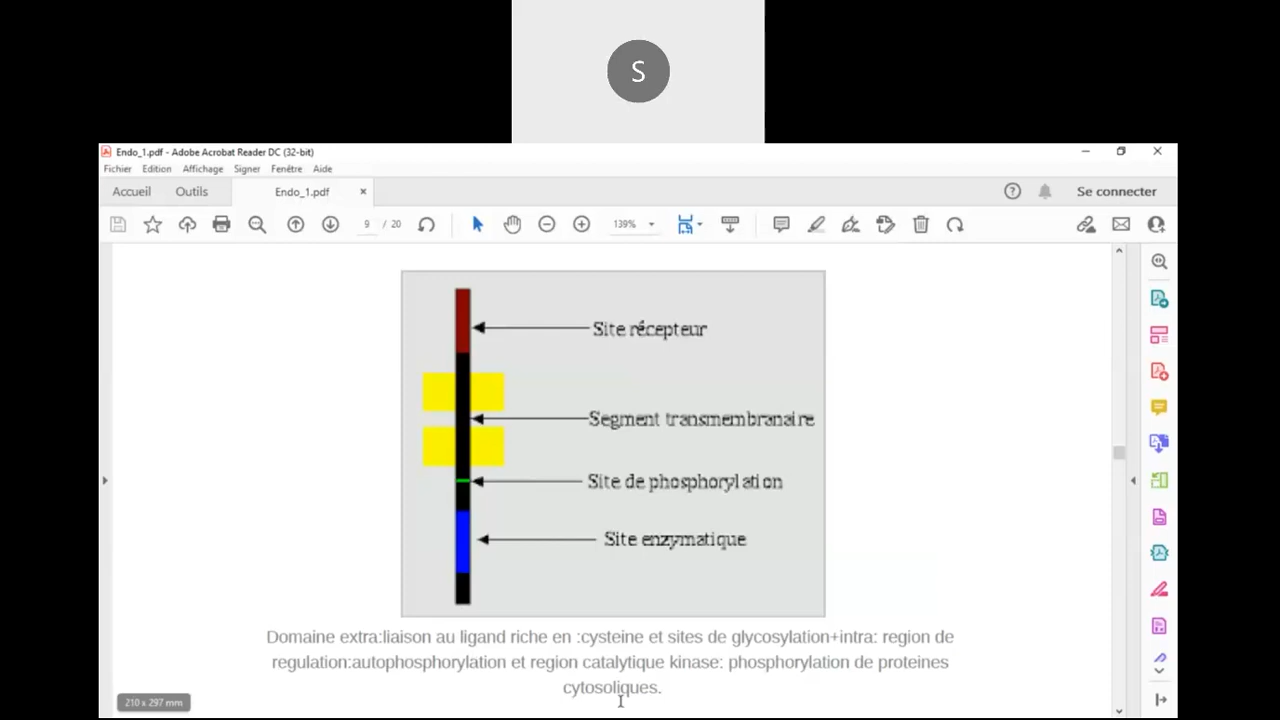 S
Endo_1.pdf - Adobe Acrobat Reader DC (32-bit)
Fichier Edition Affichage Signer Fenêtre Aide
Accueil Outils Endo_1.pdf Se connecter
9 / 20 139%
Site récepteur
Segment transmembranaire
Site de phosphorylation
Site enzymatique
Domaine extra:liaison au ligand riche en :cysteine et sites de glycosylation+intra: region de
regulation:autophosphorylation et region catalytique kinase: phosphorylation de proteines
cytosoliques.
210 x 297 mm